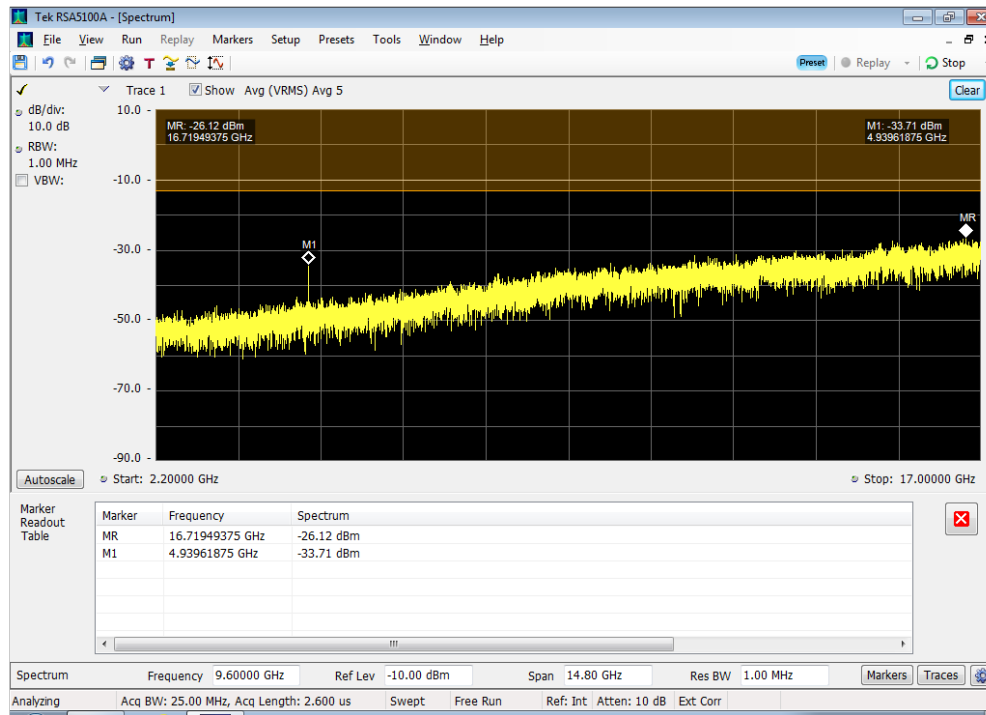 Tek RSA5100A - [Spectrum]
File View Run Replay Markers Setup Presets Tools Window Help
T Preset Replay Stop
Trace 1 Show Avg (VRMS) Avg 5 Clear
dB/div:
10.0 dB
RBW:
1.00 MHz
VBW:
10.0
-10.0
-30.0
-50.0
-70.0
-90.0
MR: -26.12 dBm
16.71949375 GHz
M1: -33.71 dBm
4.93961875 GHz
MR
M1
Autoscale Start: 2.20000 GHz Stop: 17.00000 GHz
Marker
Readout
Table
Marker Frequency Spectrum
MR 16.71949375 GHz -26.12 dBm
M1 4.93961875 GHz -33.71 dBm
Spectrum Frequency 9.60000 GHz Ref Lev -10.00 dBm Span 14.80 GHz Res BW 1.00 MHz Markers Traces
Analyzing Acq BW: 25.00 MHz, Acq Length: 2.600 us Swept Free Run Ref: Int Atten: 10 dB Ext Corr